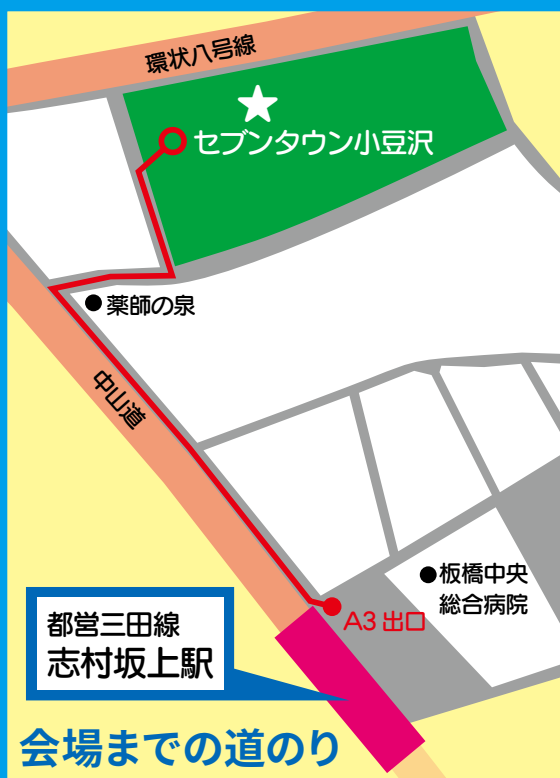 環状八号線
セブンタウン小豆沢
薬師の泉
中山道
板橋中央
総合病院
A3 出口
都営三田線
志村坂上駅
会場までの道のり